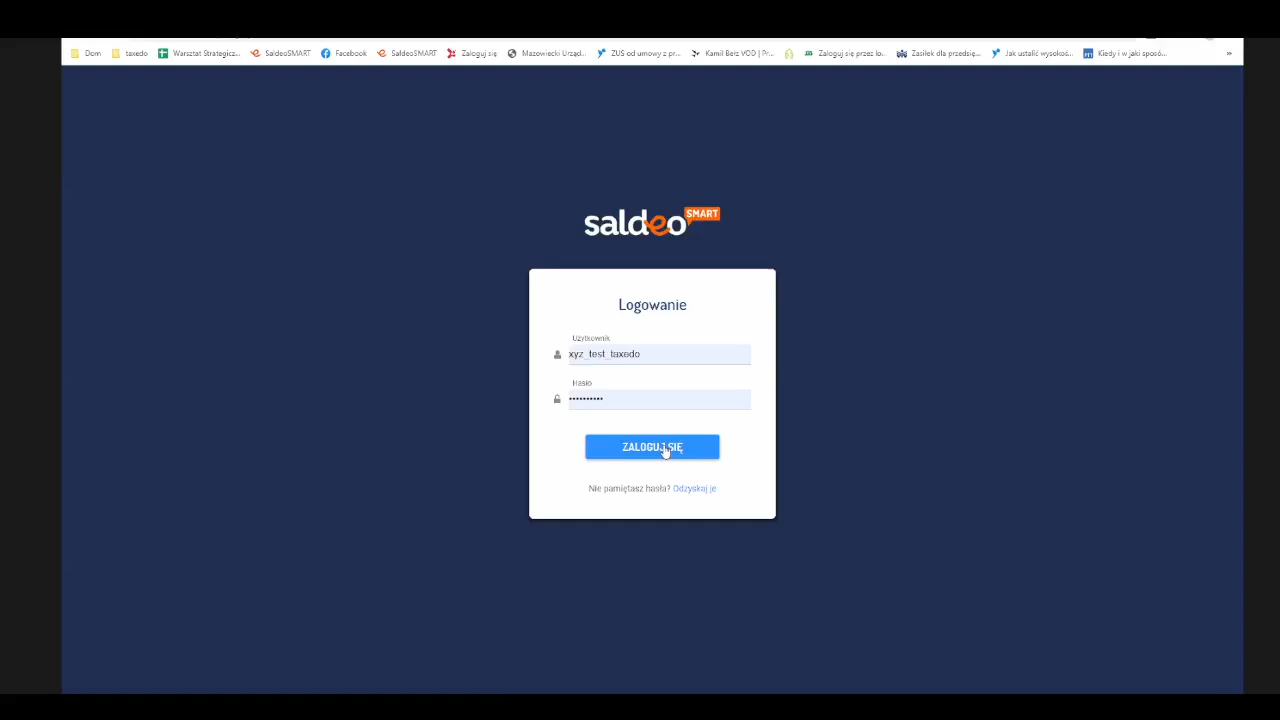 Dom taxedo Warsztat Strategicz... SaldeoSMART Facebook SaldeoSMART Zaloguj się Mazowiecki Urząd... ZUS od umowy z pr... Kamil Beiz VOD | Pr... Zaloguj się przez lo... Zasiłek dla przedsię... Jak ustalić wysokoś... Kiedy i w jaki sposó... »
saldeo SMART
Logowanie
Użytkownik
xyz_test_taxedo
Hasło
••••••••••
ZALOGUJ SIĘ
Nie pamiętasz hasła? Odzyskaj je